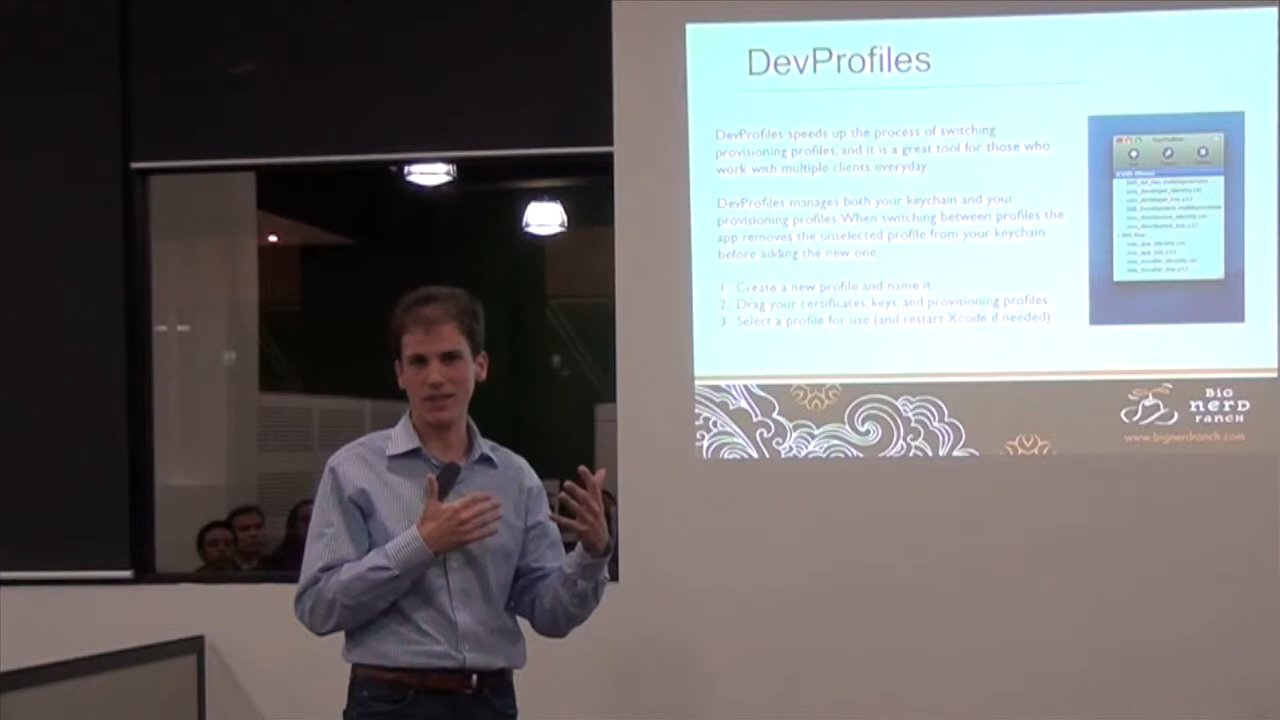 DevProfiles
DevProfiles speeds up the process of switching
provisioning profiles, and it is a great tool for those who
work with multiple clients everyday
DevProfiles manages both your keychain and your
provisioning profiles. When switching between profiles the
app removes the unselected profile from your keychain
before adding the new one.
1. Create a new profile and name it
2. Drag your certificates, keys, and provisioning profiles
3. Select a profile for use (and restart Xcode if needed)
BIG
nerD
ranch
www.bignerdranch.com